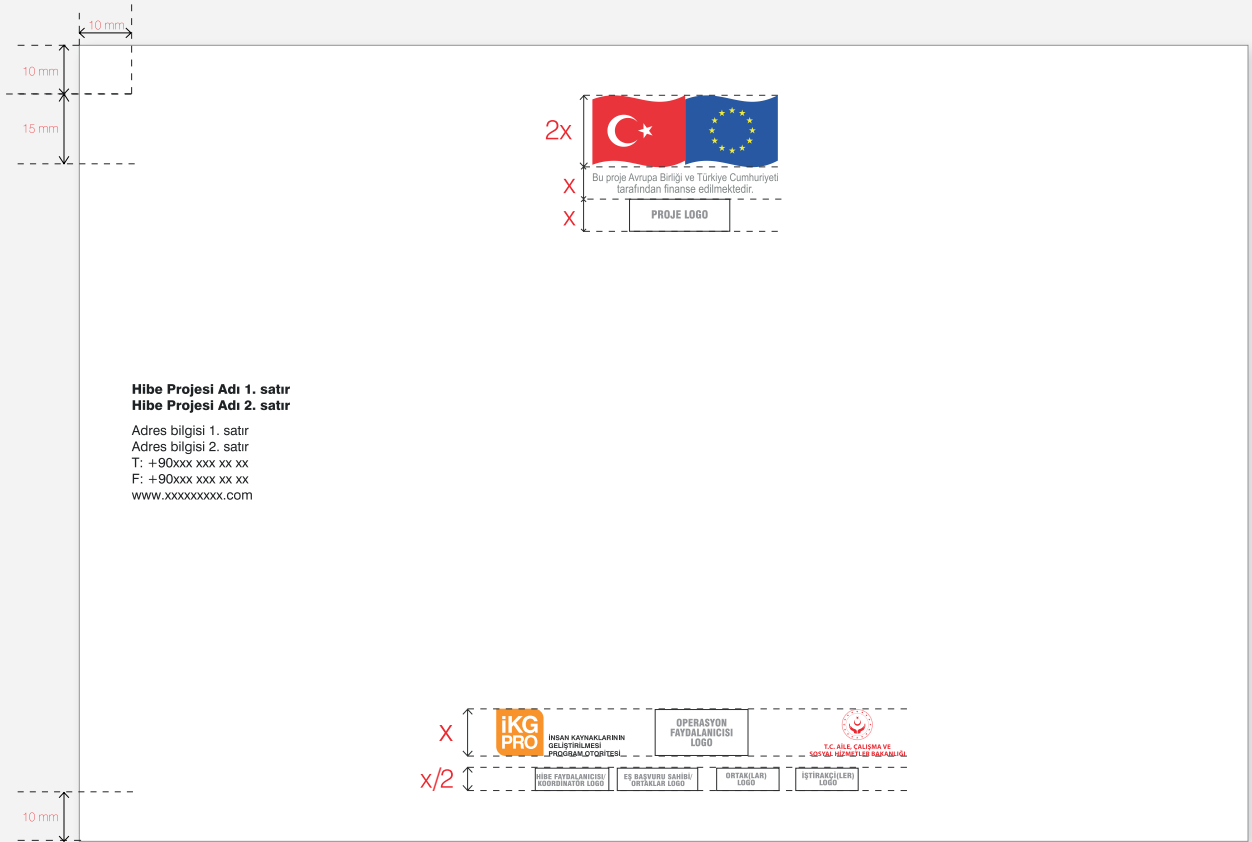 10 mm
10 mm
15 mm
2x
Bu proje Avrupa Birliği ve Türkiye Cumhuriyeti
tarafından finanse edilmektedir.
x
x
PROJE LOGO
Hibe Projesi Adı 1. satır
Hibe Projesi Adı 2. satır
Adres bilgisi 1. satır
Adres bilgisi 2. satır
T: +90xxx xxx xx xx
F: +90xxx xxx xx xx
www.xxxxxxxxx.com
x
iKG
PRO
İNSAN KAYNAKLARININ
GELİŞTİRİLMESİ
PROGRAM OTORİTESİ
OPERASYON
FAYDALANICISI
LOGO
T.C. AİLE, ÇALIŞMA VE
SOSYAL HİZMETLER BAKANLIĞI
x/2
HİBE FAYDALANICISI/
KOORDİNATÖR LOGO
EŞ BAŞVURU SAHİBİ/
ORTAKLAR LOGO
ORTAK(LAR)
LOGO
İŞTİRAKÇİ(LER)
LOGO
10 mm